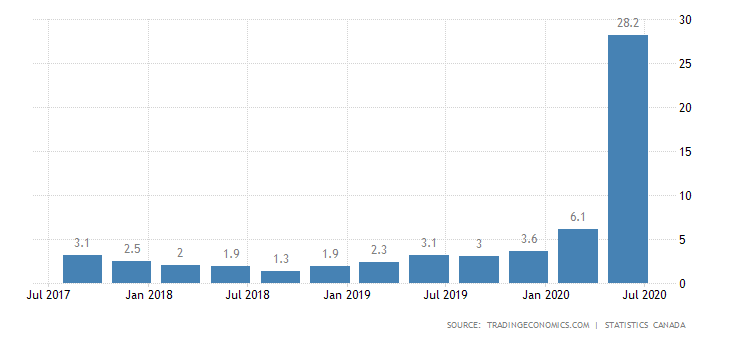 28.2
30
25
20
15
10
6.1
3.1
2.5
2
1.9
1.3
1.9
2.3
3.1
3
3.6
5
0
Jul 2017
Jan 2018
Jul 2018
Jan 2019
Jul 2019
Jan 2020
Jul 2020
SOURCE: TRADINGECONOMICS.COM | STATISTICS CANADA